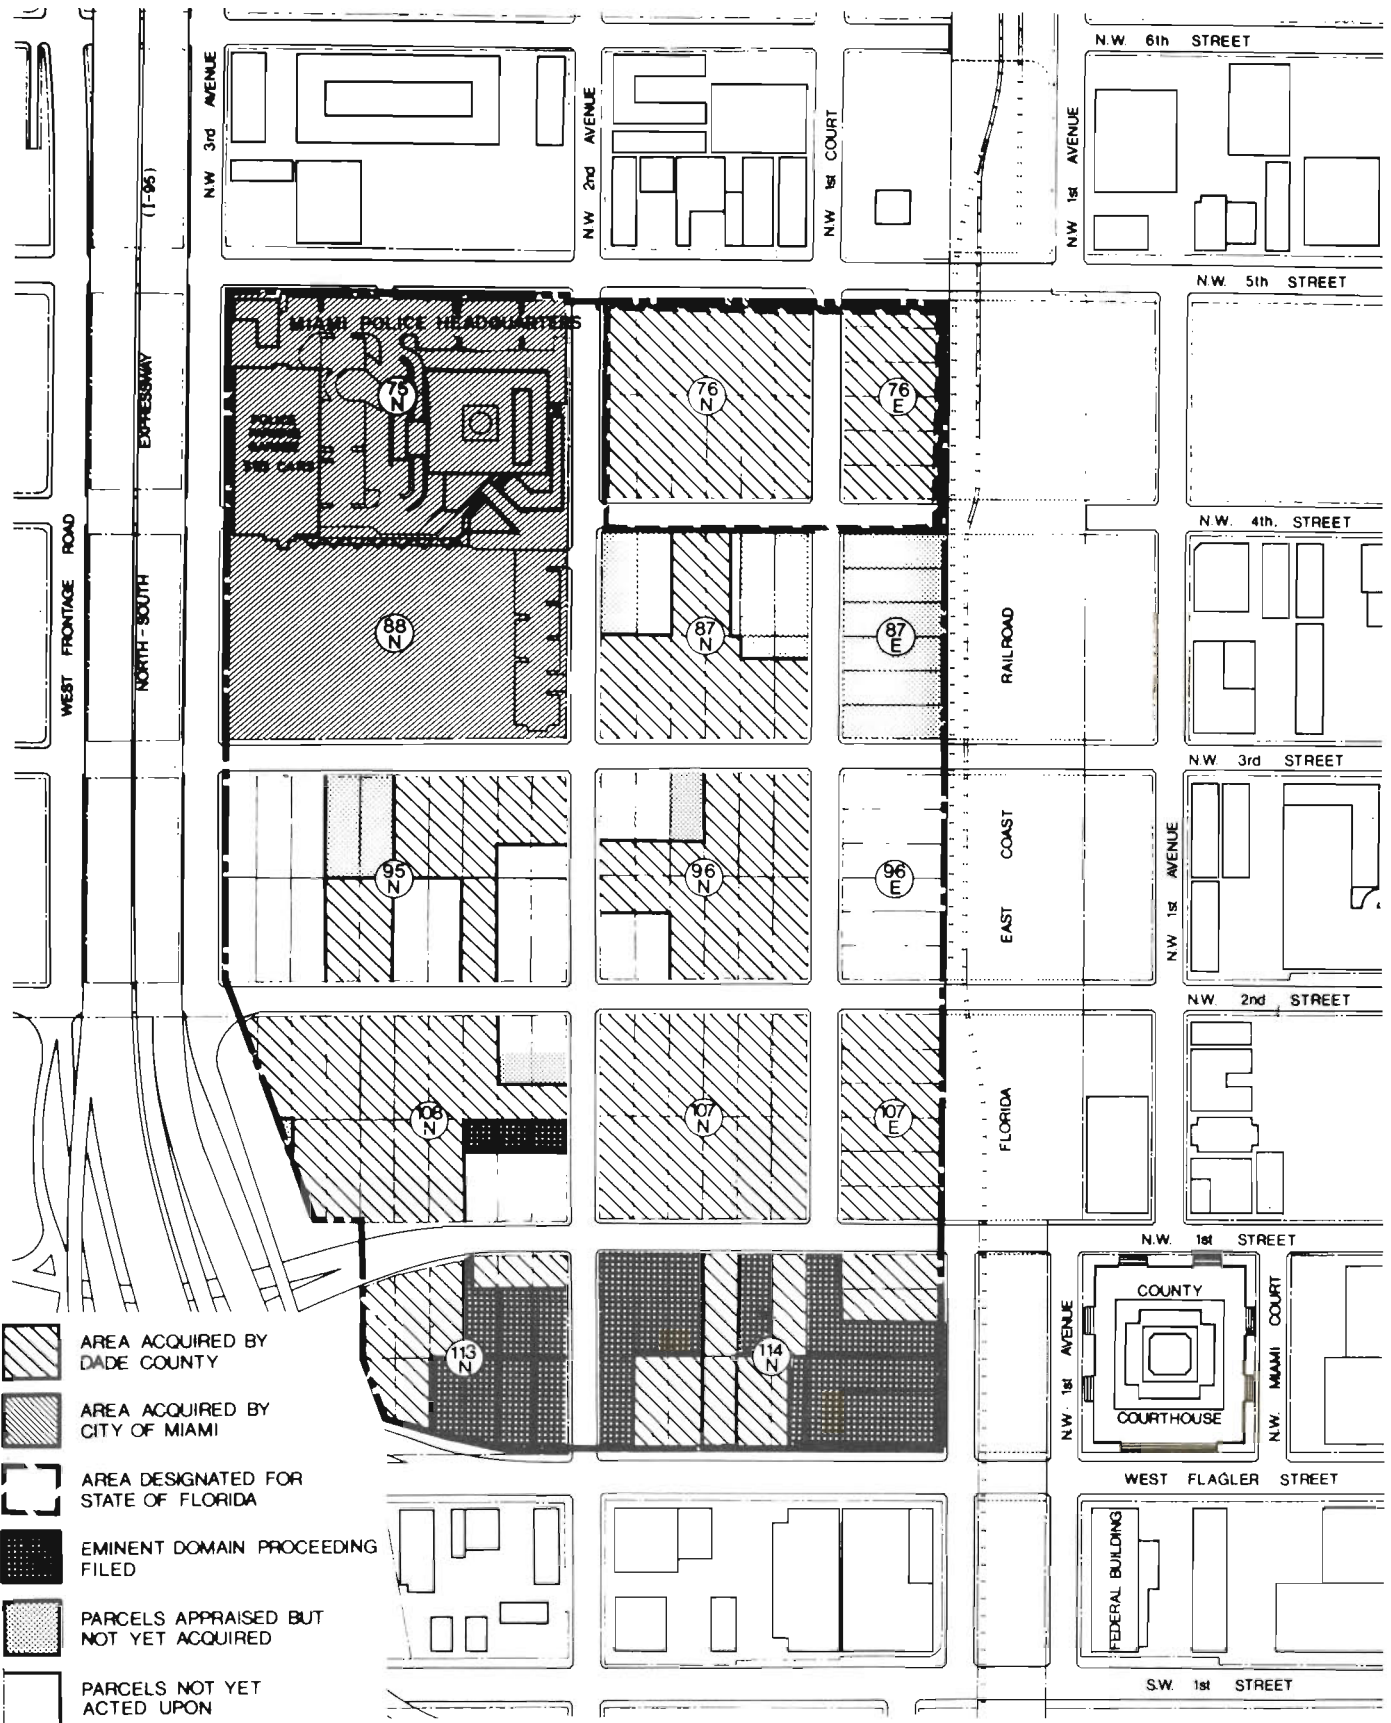 N.W. 6th STREET
N.W. 3rd AVENUE
N.W. 2nd AVENUE
N.W. 1st COURT
N.W. 1st AVENUE
(I-95)
N.W. 5th STREET
MIAMI POLICE HEADQUARTERS
75
N
76
N
76
E
POLICE
CARS
EXPRESSWAY
N.W. 4th. STREET
WEST FRONTAGE ROAD
NORTH-SOUTH
88
N
87
N
87
E
RAILROAD
N.W. 3rd STREET
95
N
96
N
96
E
EAST COAST
N.W. 1st AVENUE
N.W. 2nd STREET
108
N
107
N
107
E
FLORIDA
N.W. 1st STREET
COUNTY
COURTHOUSE
N.W. 1st AVENUE
N.W. MIAMI COURT
113
N
114
N
WEST FLAGLER STREET
FEDERAL BUILDING
S.W. 1st STREET
AREA ACQUIRED BY
DADE COUNTY
AREA ACQUIRED BY
CITY OF MIAMI
AREA DESIGNATED FOR
STATE OF FLORIDA
EMINENT DOMAIN PROCEEDING
FILED
PARCELS APPRAISED BUT
NOT YET ACQUIRED
PARCELS NOT YET
ACTED UPON